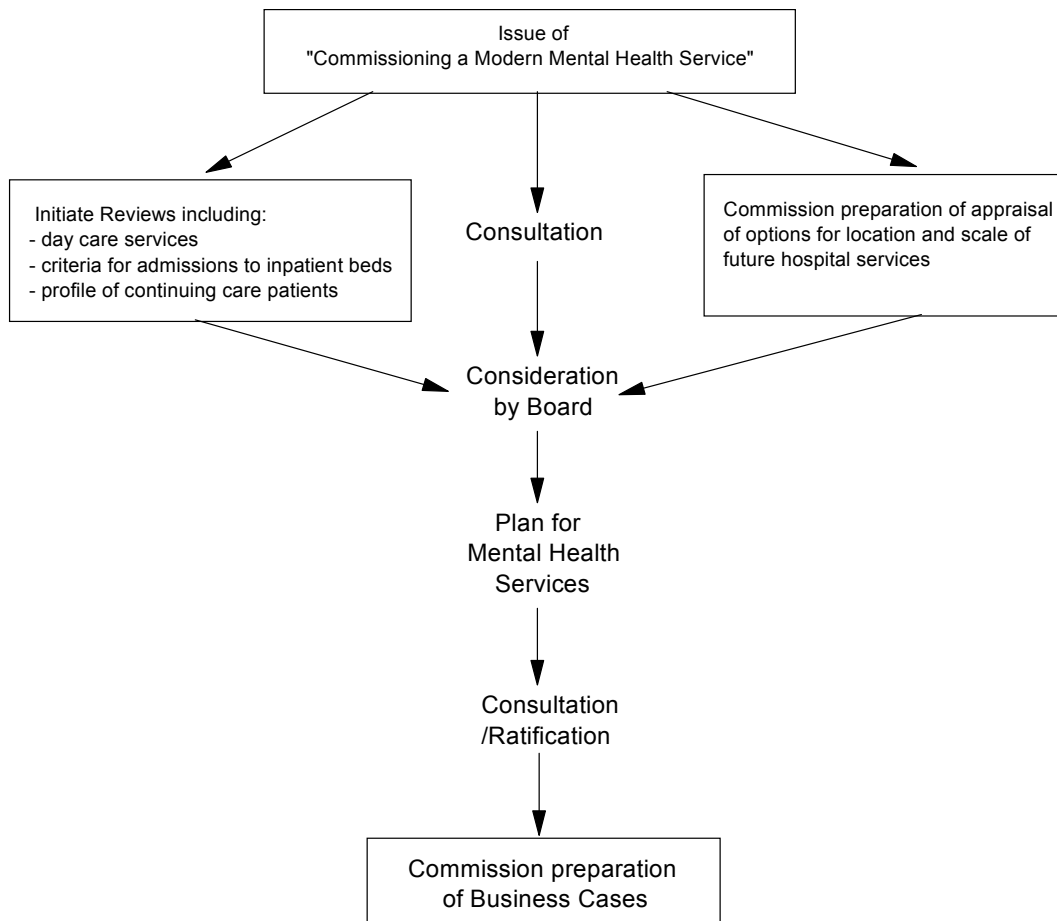 Issue of
"Commissioning a Modern Mental Health Service"
Initiate Reviews including:
- day care services
- criteria for admissions to inpatient beds
- profile of continuing care patients
Consultation
Commission preparation of appraisal
of options for location and scale of
future hospital services
Consideration
by Board
Plan for
Mental Health
Services
Consultation
/Ratification
Commission preparation
of Business Cases